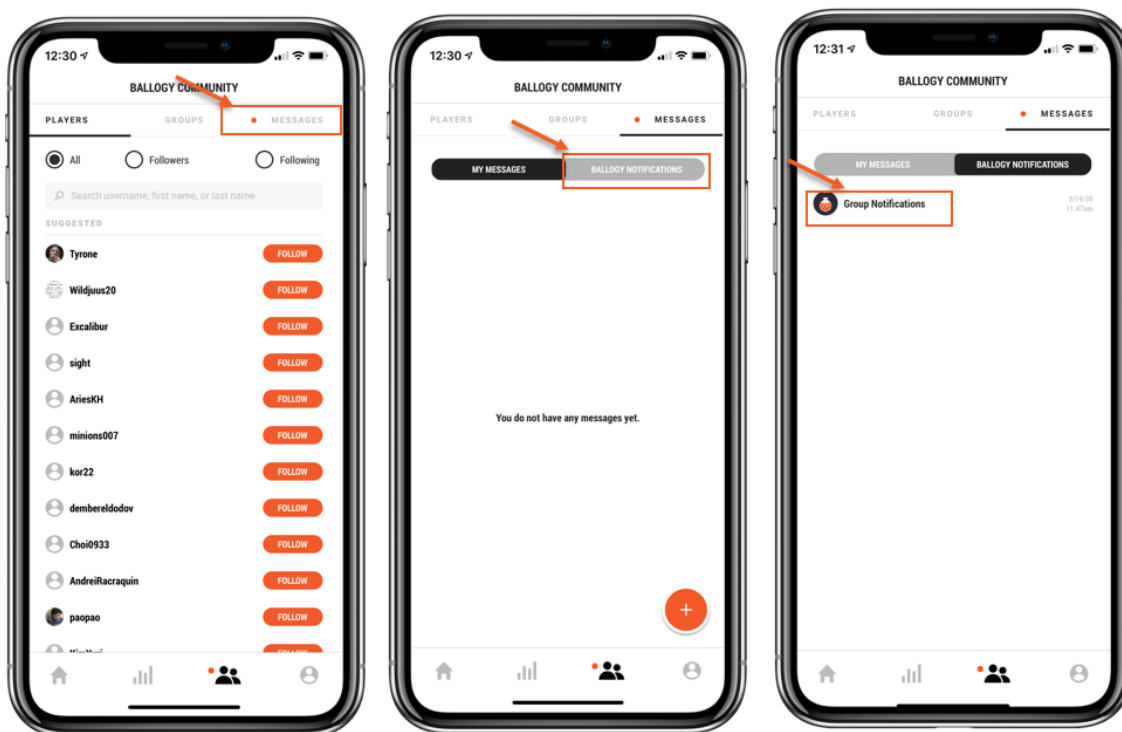 12:30
BALLOGY COMMUNITY
PLAYERS GROUPS MESSAGES
All Followers Following
Search username, first name, or last name
SUGGESTED
Tyrone FOLLOW
Wildjuus20 FOLLOW
Excalibur FOLLOW
sight FOLLOW
AriesKH FOLLOW
minions007 FOLLOW
kor22 FOLLOW
dembereldodov FOLLOW
Choi0933 FOLLOW
AndreiRacraquin FOLLOW
paopao FOLLOW
12:30
BALLOGY COMMUNITY
PLAYERS GROUPS MESSAGES
MY MESSAGES BALLOGY NOTIFICATIONS
You do not have any messages yet.
+
12:31
BALLOGY COMMUNITY
PLAYERS GROUPS MESSAGES
MY MESSAGES BALLOGY NOTIFICATIONS
Group Notifications 5/19/20
11:47am